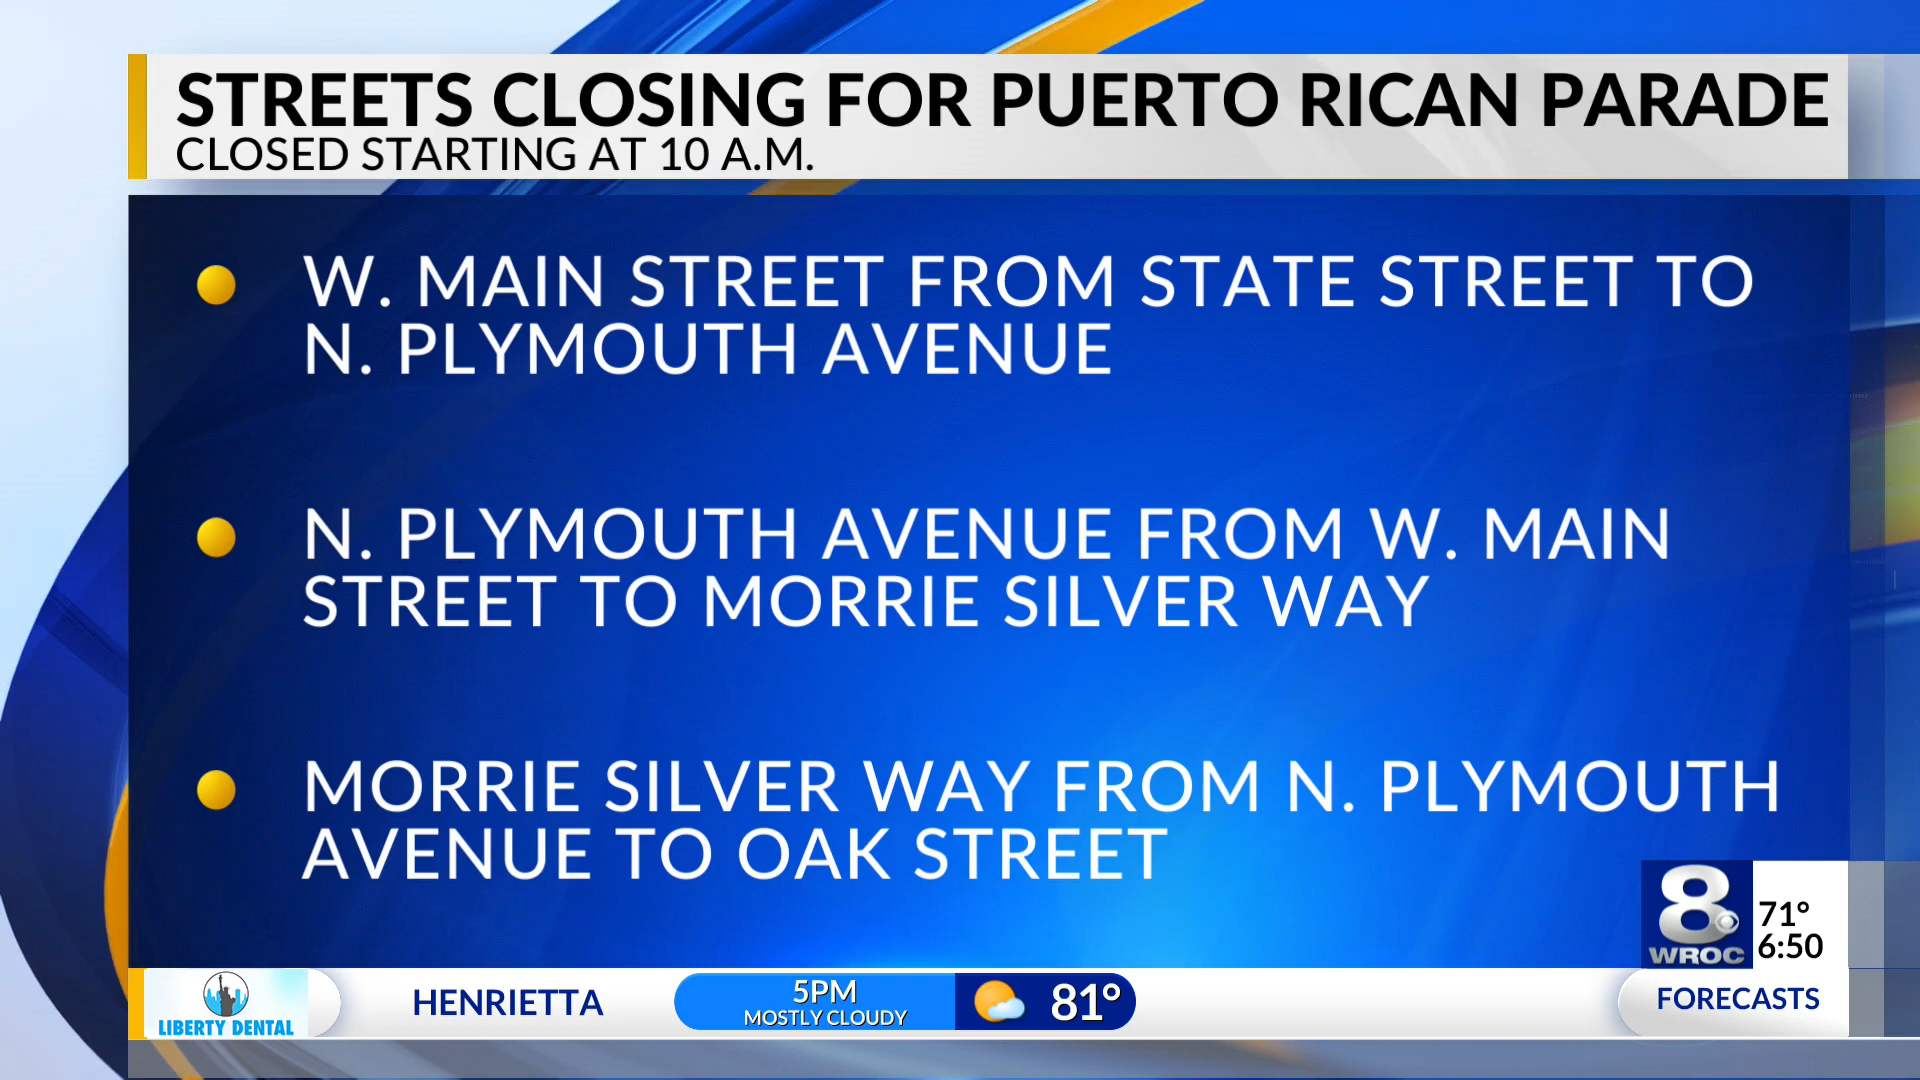 STREETS CLOSING FOR PUERTO RICAN PARADE
CLOSED STARTING AT 10 A.M.
W. MAIN STREET FROM STATE STREET TO
N. PLYMOUTH AVENUE
N. PLYMOUTH AVENUE FROM W. MAIN
STREET TO MORRIE SILVER WAY
MORRIE SILVER WAY FROM N. PLYMOUTH
AVENUE TO OAK STREET
8
WROC
71°
6:50
LIBERTY DENTAL
HENRIETTA
5PM
MOSTLY CLOUDY
81°
FORECASTS